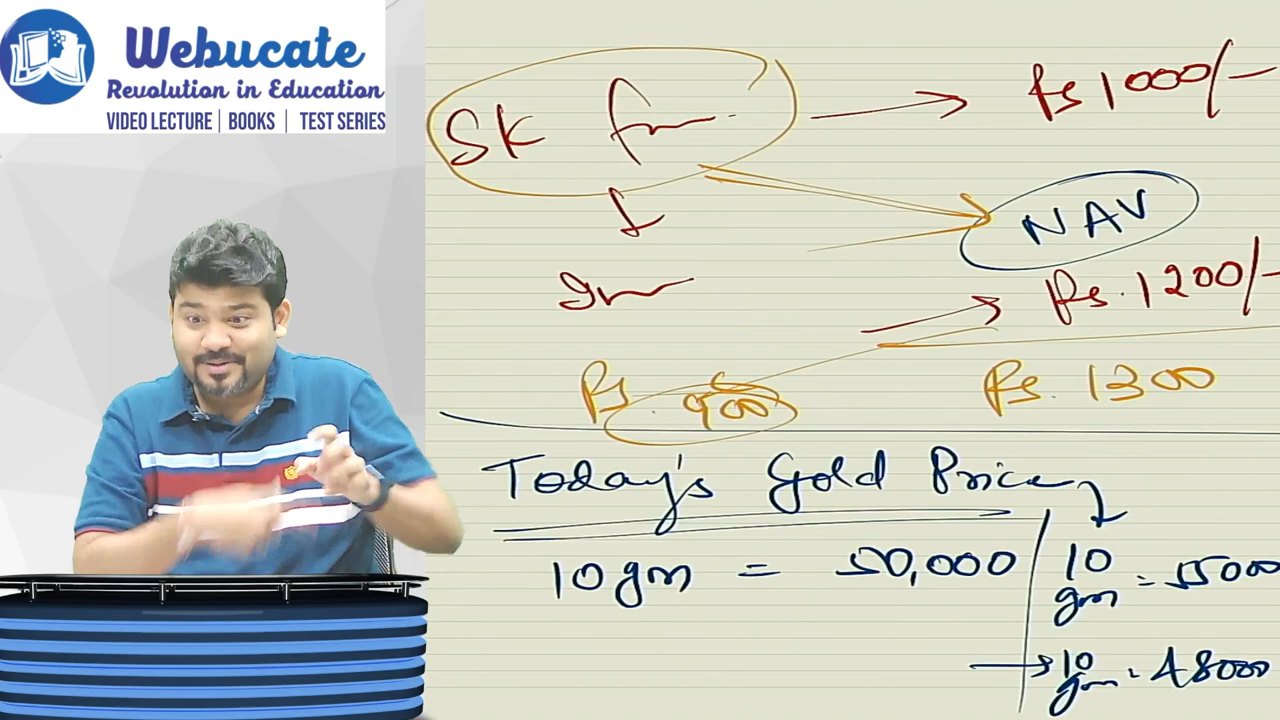 Webucate
Revolution in Education
VIDEO LECTURE | BOOKS | TEST SERIES
SK → Rs 1000/-
NAV
→ Rs. 1200/-
Rs. 900 Rs. 1300
Today's Gold Price
10 gm = 50,000
10 gm = 55000
→ 10 gm = 48000